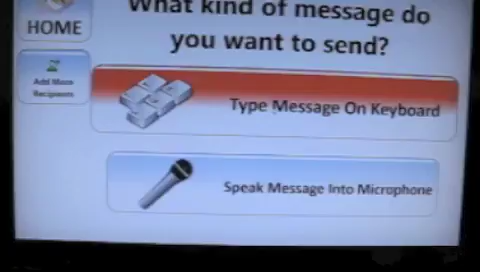 What kind of message do
you want to send?
HOME
Add More
Recipients
Type Message On Keyboard
Speak Message Into Microphone